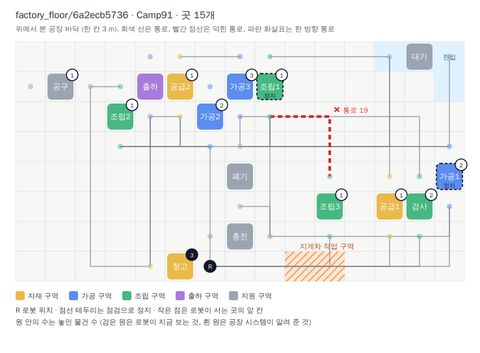 factory_floor/6a2ecb5736 · Camp91 · 곳 15개
위에서 본 공장 바닥 (한 칸 3 m). 회색 선은 통로, 빨간 점선은 막힌 통로, 파란 화살표는 한 방향 통로
대기
진입
공구 1
출하
공급2 1
가공3 3
조립1 1
정지
조립2 2
가공2 2
✕ 통로 19
폐기
가공1 2
정지
조립3 1
공급1 1
검사 2
충전
지게차 작업 구역
창고 3
R
자재 구역
가공 구역
조립 구역
출하 구역
지원 구역
R 로봇 위치 · 점선 테두리는 점검으로 정지 · 작은 점은 로봇이 서는 곳의 앞 칸
원 안의 수는 놓인 물건 수 (검은 원은 로봇이 지금 보는 것, 흰 원은 공장 시스템이 알려 준 것)